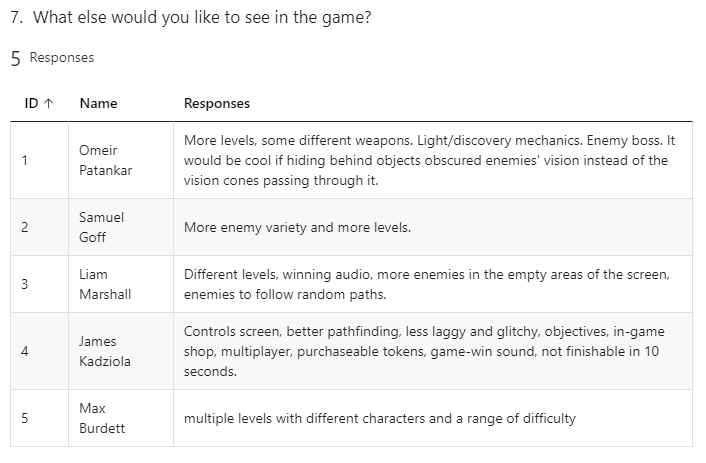 7. What else would you like to see in the game?
5 Responses
ID ↑ Name Responses
1 Omeir Patankar More levels, some different weapons. Light/discovery mechanics. Enemy boss. It
would be cool if hiding behind objects obscured enemies' vision instead of the
vision cones passing through it.
2 Samuel Goff More enemy variety and more levels.
3 Liam Marshall Different levels, winning audio, more enemies in the empty areas of the screen,
enemies to follow random paths.
4 James Kadziola Controls screen, better pathfinding, less laggy and glitchy, objectives, in-game
shop, multiplayer, purchaseable tokens, game-win sound, not finishable in 10
seconds.
5 Max Burdett multiple levels with different characters and a range of difficulty